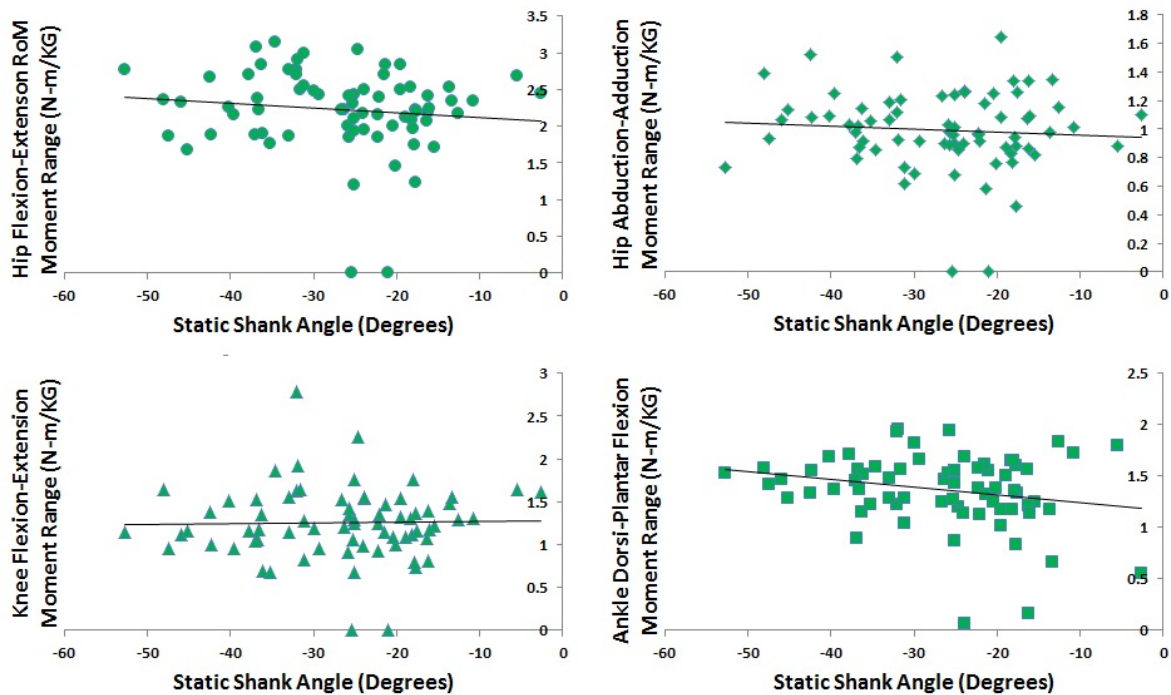 Hip Flexion-Extenson RoM
Moment Range (N-m/KG)
3.5
3
2.5
2
1.5
1
0.5
0
-60 -50 -40 -30 -20 -10 0
Static Shank Angle (Degrees)
Hip Abduction-Adduction
Moment Range (N-m/KG)
1.8
1.6
1.4
1.2
1
0.8
0.6
0.4
0.2
0
-60 -50 -40 -30 -20 -10 0
Static Shank Angle (Degrees)
Knee Flexion-Extension
Moment Range (N-m/KG)
3
2.5
2
1.5
1
0.5
0
-60 -50 -40 -30 -20 -10 0
Static Shank Angle (Degrees)
Ankle Dorsi-Plantar Flexion
Moment Range (N-m/KG)
2.5
2
1.5
1
0.5
0
-60 -50 -40 -30 -20 -10 0
Static Shank Angle (Degrees)